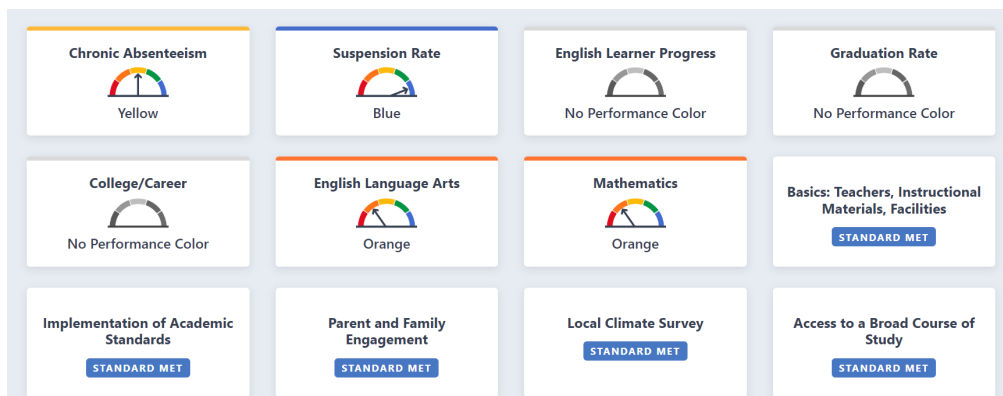 Chronic Absenteeism
Yellow
Suspension Rate
Blue
English Learner Progress
No Performance Color
Graduation Rate
No Performance Color
College/Career
No Performance Color
English Language Arts
Orange
Mathematics
Orange
Basics: Teachers, Instructional
Materials, Facilities
STANDARD MET
Implementation of Academic
Standards
STANDARD MET
Parent and Family
Engagement
STANDARD MET
Local Climate Survey
STANDARD MET
Access to a Broad Course of
Study
STANDARD MET